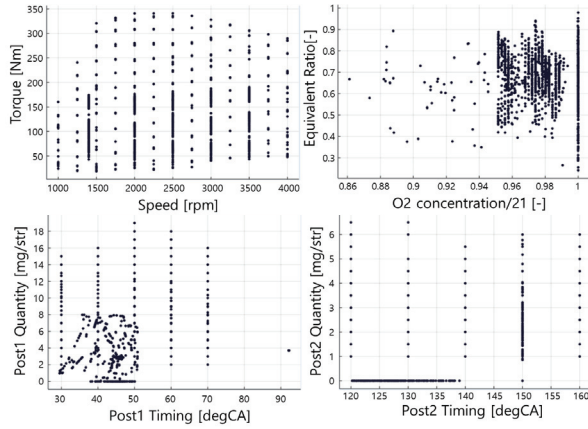 350
300
250
200
150
100
50
Torque [Nm]
1000 1500 2000 2500 3000 3500 4000
Speed [rpm]
1
0.9
0.8
0.7
0.6
0.5
0.4
0.3
Equivalent Ratio[-]
0.86 0.88 0.9 0.92 0.94 0.96 0.98 1
O2 concentration/21 [-]
18
16
14
12
10
8
6
4
2
0
Post1 Quantity [mg/str]
30 40 50 60 70 80 90
Post1 Timing [degCA]
6
5
4
3
2
1
0
Post2 Quantity [mg/str]
120 125 130 135 140 145 150 155 160
Post2 Timing [degCA]